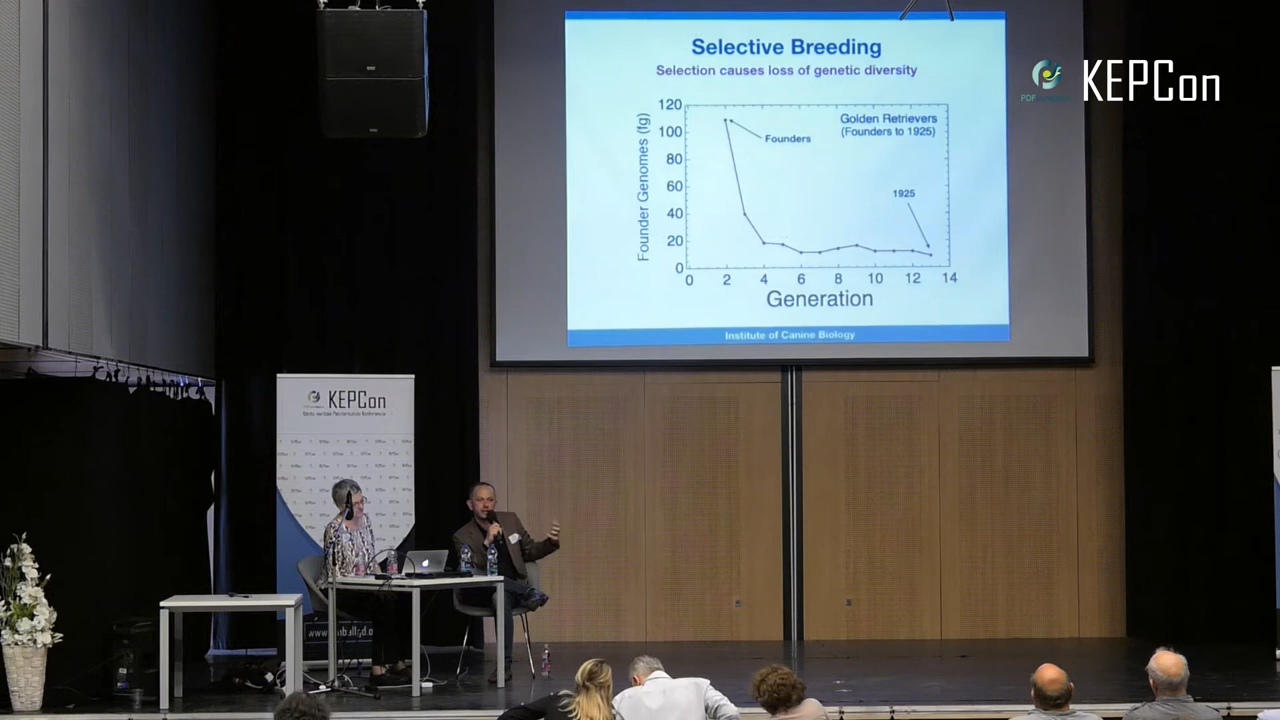 Selective Breeding
Selection causes loss of genetic diversity
Golden Retrievers
(Founders to 1925)
Founders
1925
Founder Genomes (fg)
120
100
80
60
40
20
0
0 2 4 6 8 10 12 14
Generation
Institute of Canine Biology
KEPCon
KEPCon